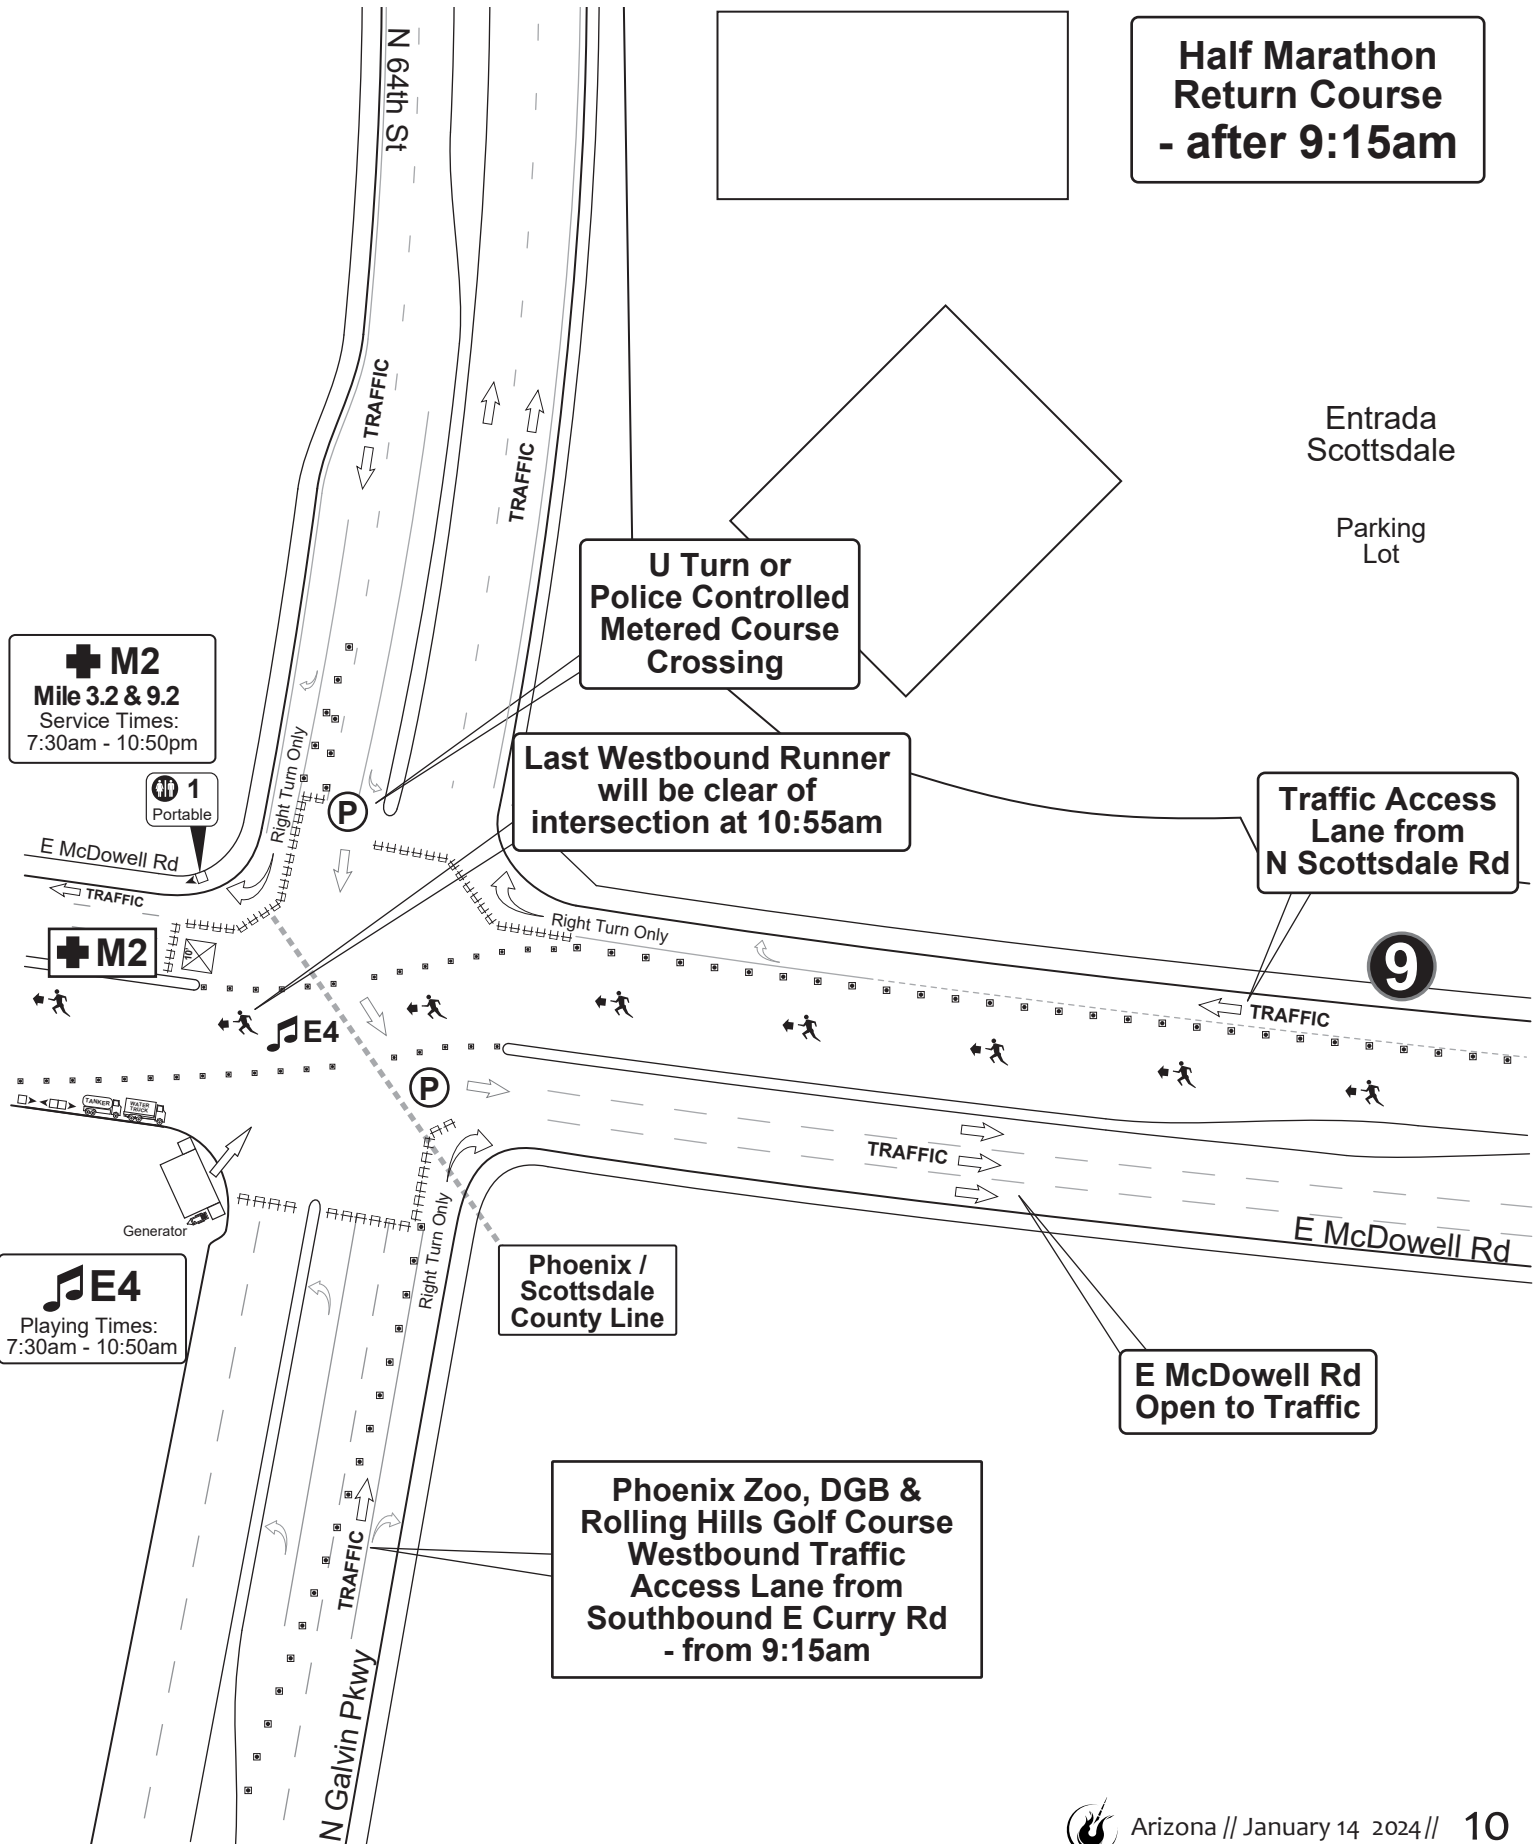 N 64th St
Half Marathon
Return Course
- after 9:15am
TRAFFIC
TRAFFIC
Entrada
Scottsdale
Parking
Lot
U Turn or
Police Controlled
Metered Course
Crossing
M2
Mile 3.2 & 9.2
Service Times:
7:30am - 10:50pm
Right Turn Only
1
Portable
P
Last Westbound Runner
will be clear of
intersection at 10:55am
Traffic Access
Lane from
N Scottsdale Rd
E McDowell Rd
TRAFFIC
Right Turn Only
M2
10'
9
TRAFFIC
E4
P
TANKER
WATER
TRUCK
TRAFFIC
Generator
Right Turn Only
E McDowell Rd
Phoenix /
Scottsdale
County Line
E4
Playing Times:
7:30am - 10:50am
E McDowell Rd
Open to Traffic
Phoenix Zoo, DGB &
Rolling Hills Golf Course
Westbound Traffic
Access Lane from
Southbound E Curry Rd
- from 9:15am
TRAFFIC
N Galvin Pkwy
Arizona // January 14 2024 // 10